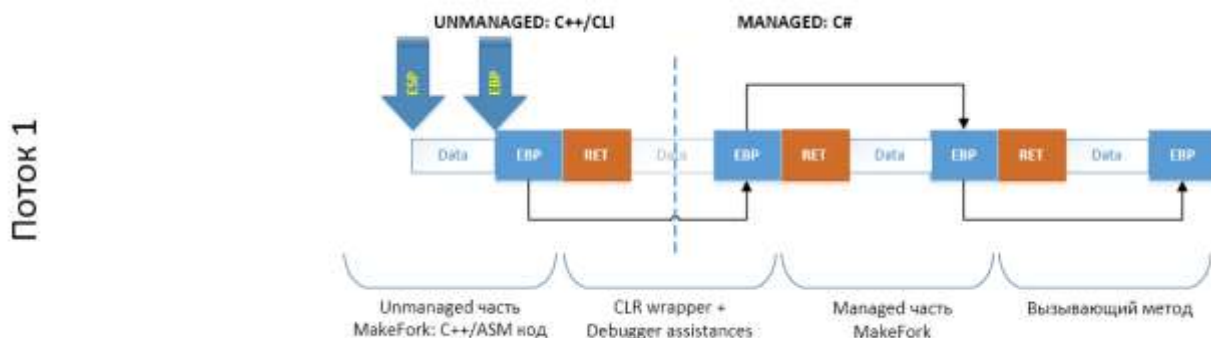 UNMANAGED: C++/CLI
MANAGED: C#
ESP
EBP
Поток 1
Data
EBP
RET
Data
EBP
RET
Data
EBP
RET
Data
EBP
Unmanaged часть
MakeFork: C++/ASM код
CLR wrapper +
Debugger assistances
Managed часть
MakeFork
Вызывающий метод